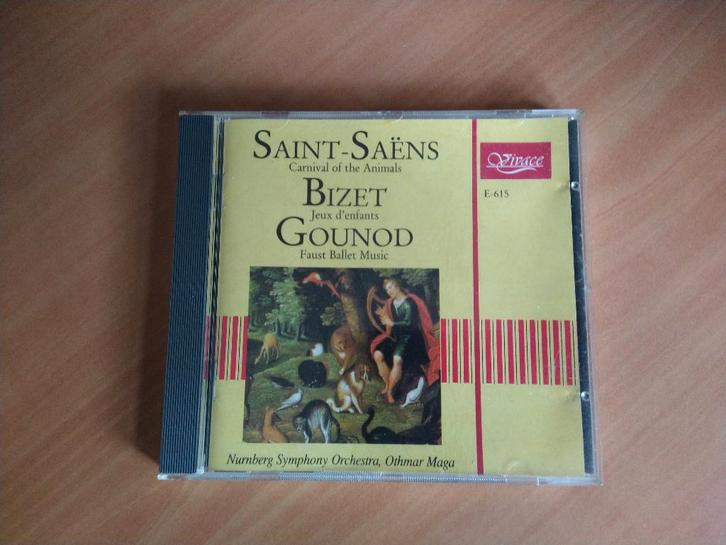 SAINT-SAËNS
Carnival of the Animals
BIZET
Jeux d'enfants
GOUNOD
Faust Ballet Music
Vivace
E-615
Nurnberg Symphony Orchestra, Othmar Maga